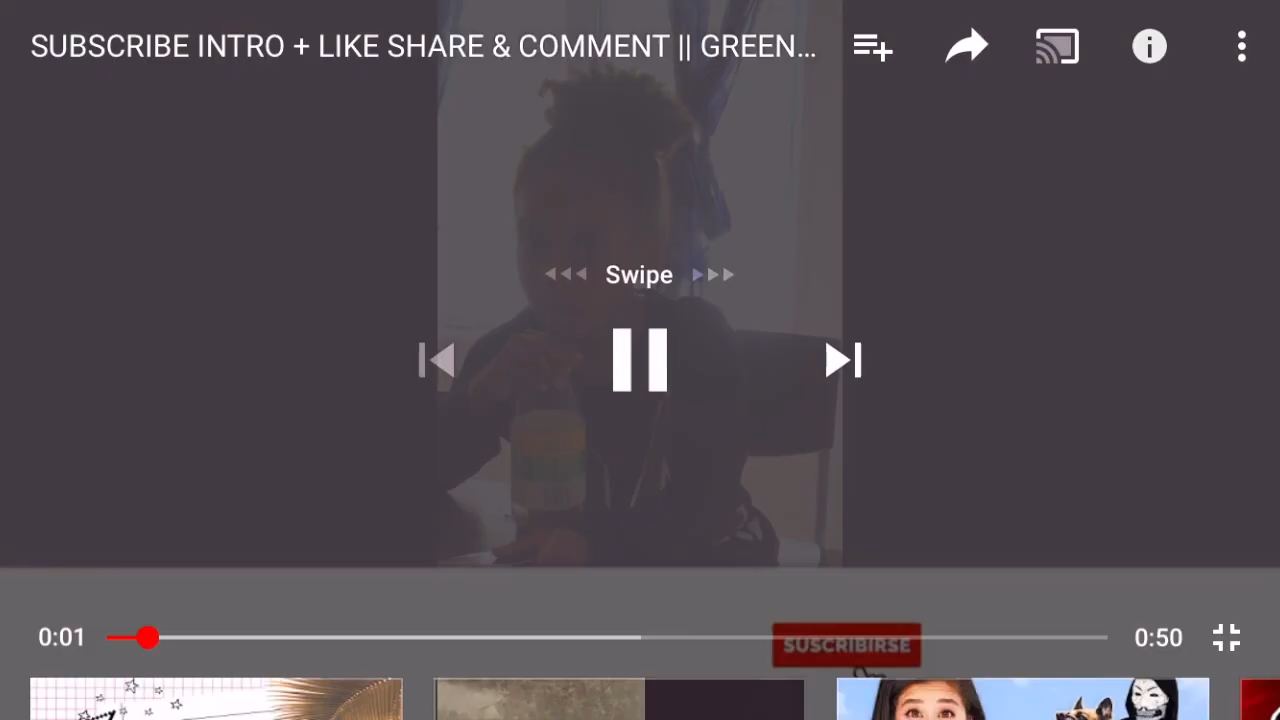 SUBSCRIBE INTRO + LIKE SHARE & COMMENT || GREEN...
Swipe
0:01
0:50
SUSCRIBIRSE